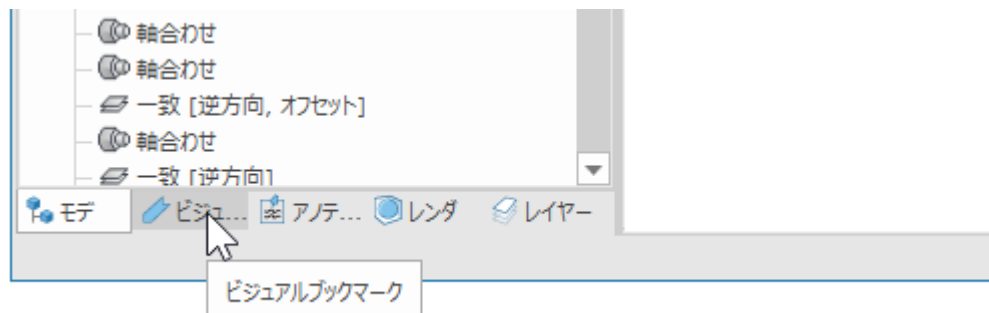 軸合わせ
軸合わせ
一致 [逆方向, オフセット]
軸合わせ
一致 [逆方向]
モデ ビジュ... アノテ... レンダ レイヤー
ビジュアルブックマーク